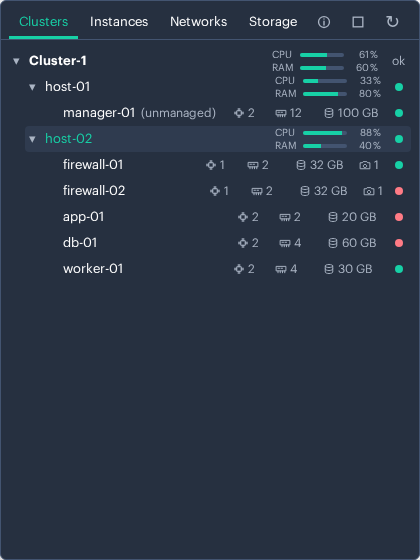 Clusters Instances Networks Storage
Cluster-1 CPU 61% RAM 60% ok
host-01 CPU 33% RAM 80%
manager-01 (unmanaged) 2 12 100 GB
host-02 CPU 88% RAM 40%
firewall-01 1 2 32 GB 1
firewall-02 1 2 32 GB 1
app-01 2 2 20 GB
db-01 2 4 60 GB
worker-01 2 4 30 GB